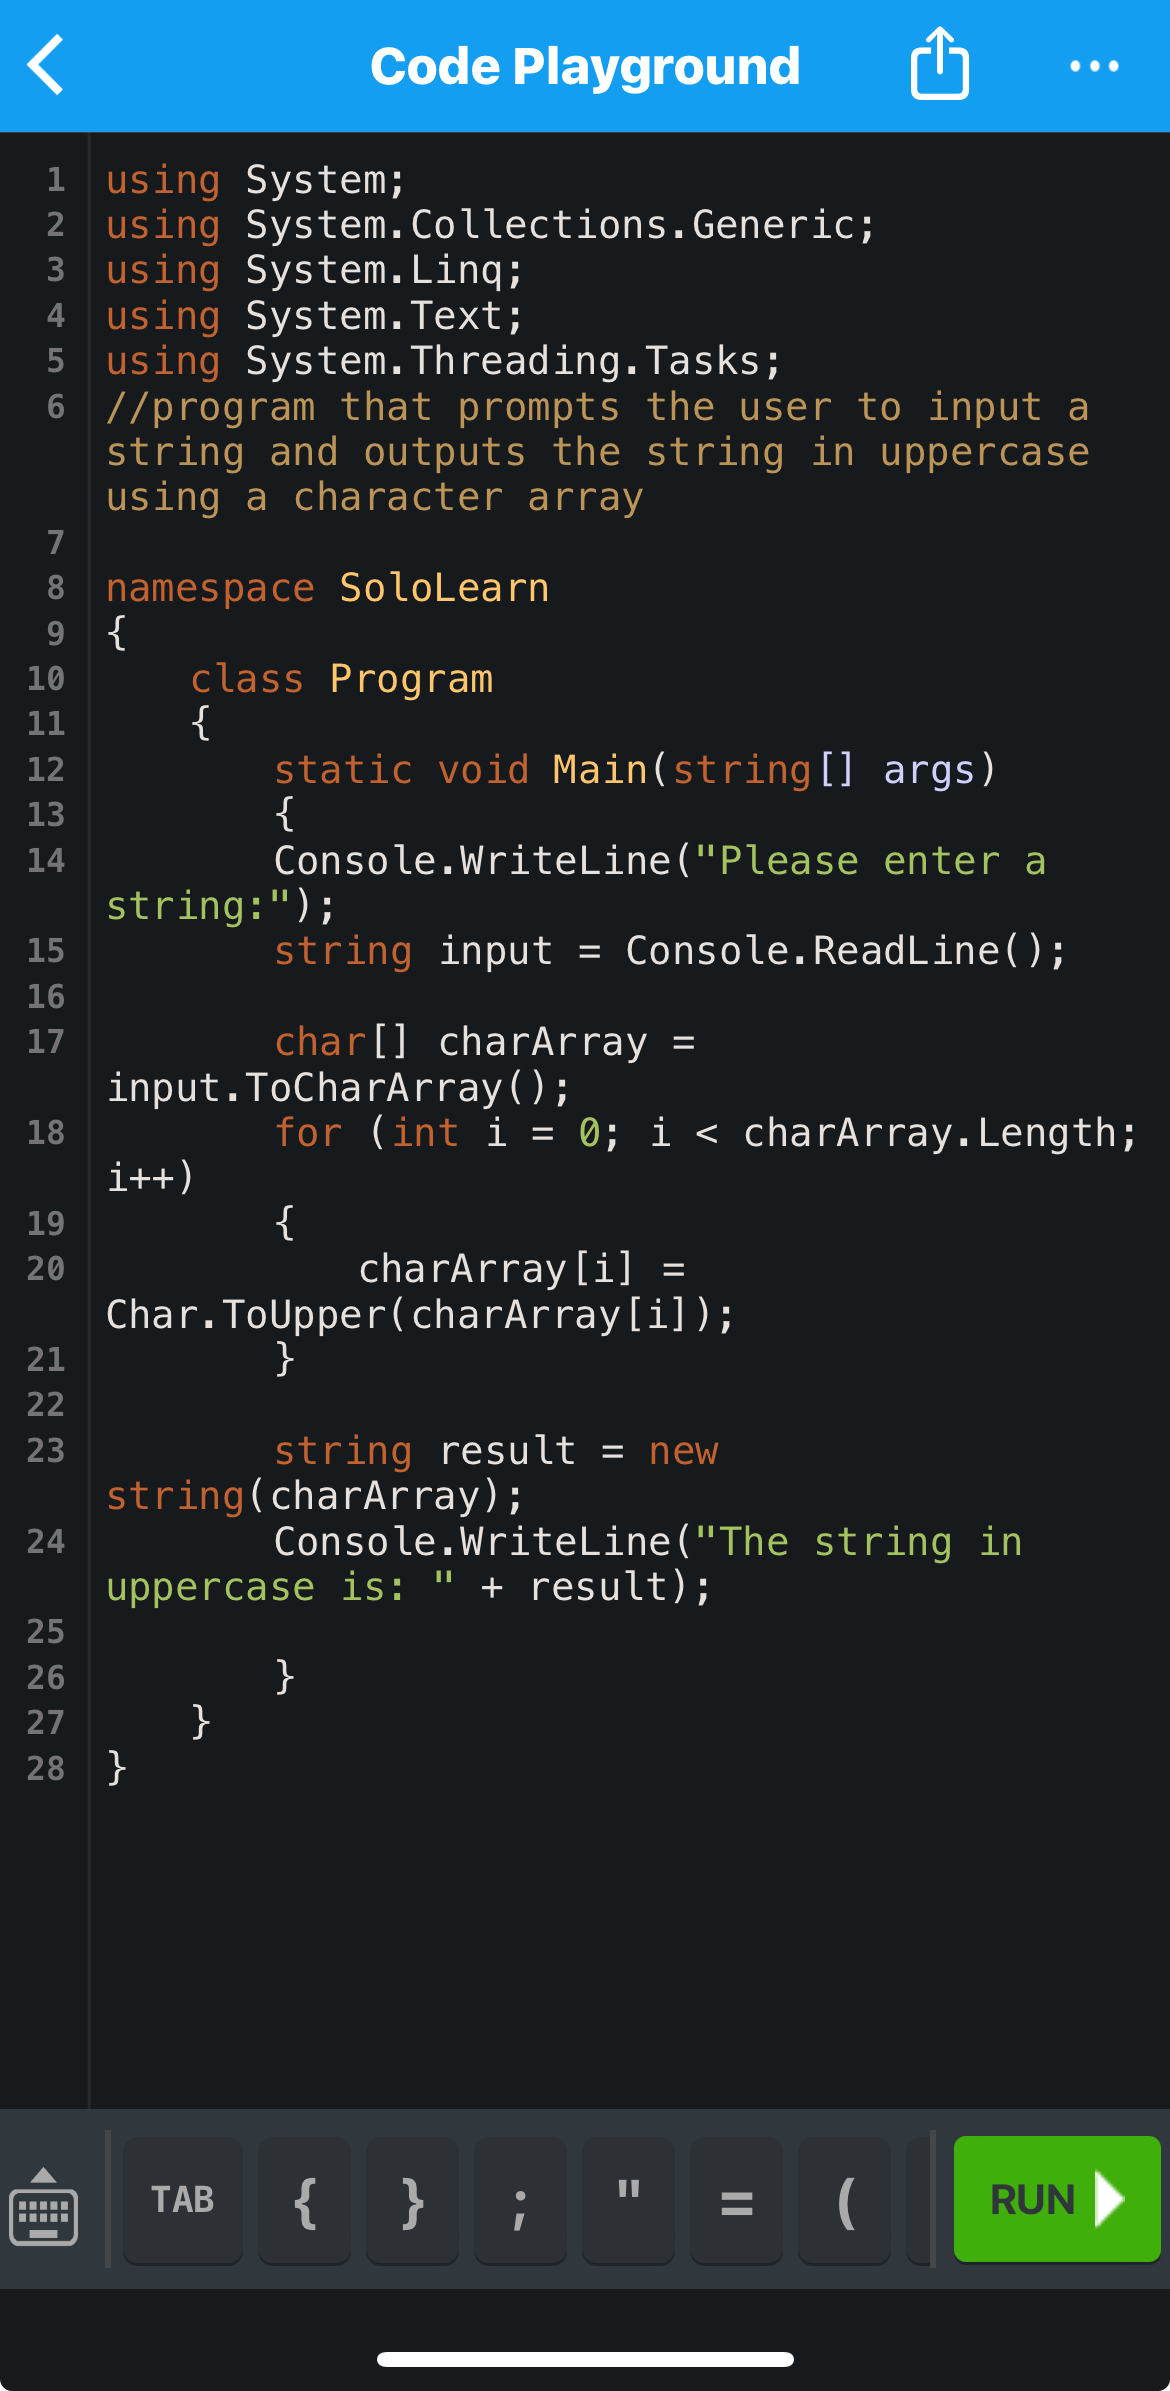 Code Playground
1 using System;
2 using System.Collections.Generic;
3 using System.Linq;
4 using System.Text;
5 using System.Threading.Tasks;
6 //program that prompts the user to input a
string and outputs the string in uppercase
using a character array
7
8 namespace SoloLearn
9 {
10     class Program
11     {
12         static void Main(string[] args)
13         {
14         Console.WriteLine("Please enter a
string:");
15         string input = Console.ReadLine();
16
17         char[] charArray =
input.ToCharArray();
18         for (int i = 0; i < charArray.Length;
i++)
19         {
20             charArray[i] =
Char.ToUpper(charArray[i]);
21         }
22
23         string result = new
string(charArray);
24         Console.WriteLine("The string in
uppercase is: " + result);
25
26         }
27     }
28 }
TAB { } ; " = ( RUN